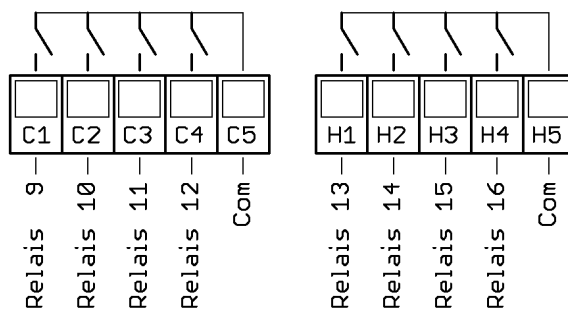 C1 C2 C3 C4 C5
H1 H2 H3 H4 H5
Relais 9
Relais 10
Relais 11
Relais 12
Com
Relais 13
Relais 14
Relais 15
Relais 16
Com